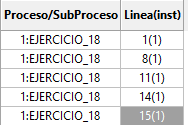 Proceso/SubProceso Linea(inst)
1:EJERCICIO_18 1(1)
1:EJERCICIO_18 8(1)
1:EJERCICIO_18 11(1)
1:EJERCICIO_18 14(1)
1:EJERCICIO_18 15(1)